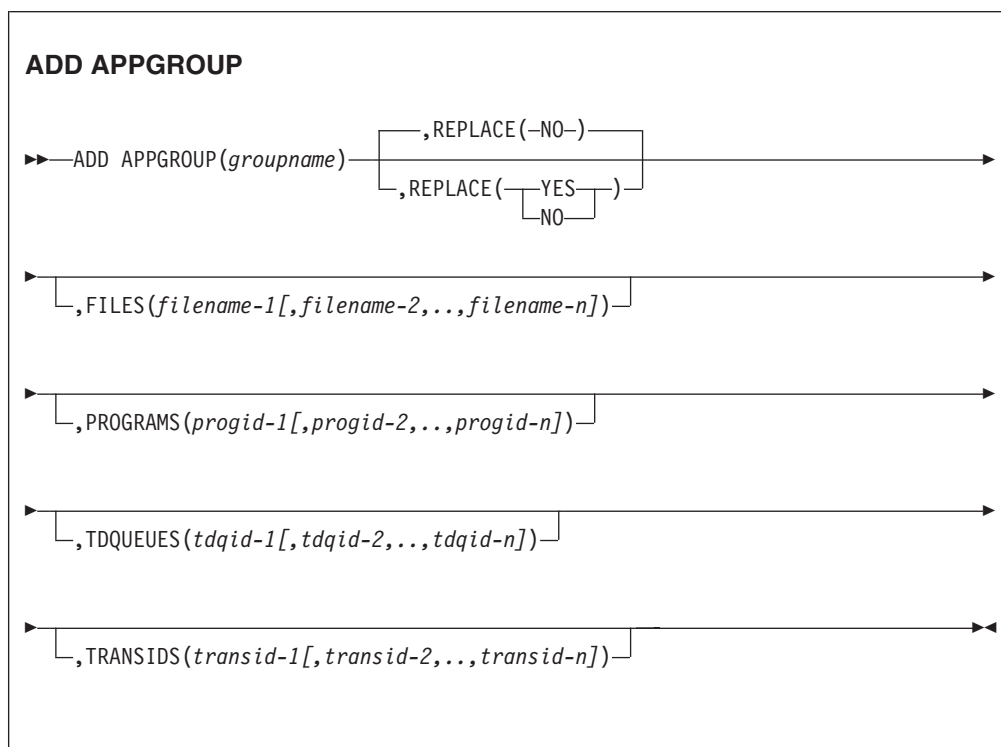 ADD APPGROUP
,REPLACE(NO)
ADD APPGROUP(groupname)
,REPLACE(YES)
NO
,FILES(filename-1[,filename-2,..,filename-n])
,PROGRAMS(progid-1[,progid-2,..,progid-n])
,TDQUEUES(tdqid-1[,tdqid-2,..,tdqid-n])
,TRANSIDS(transid-1[,transid-2,..,transid-n])